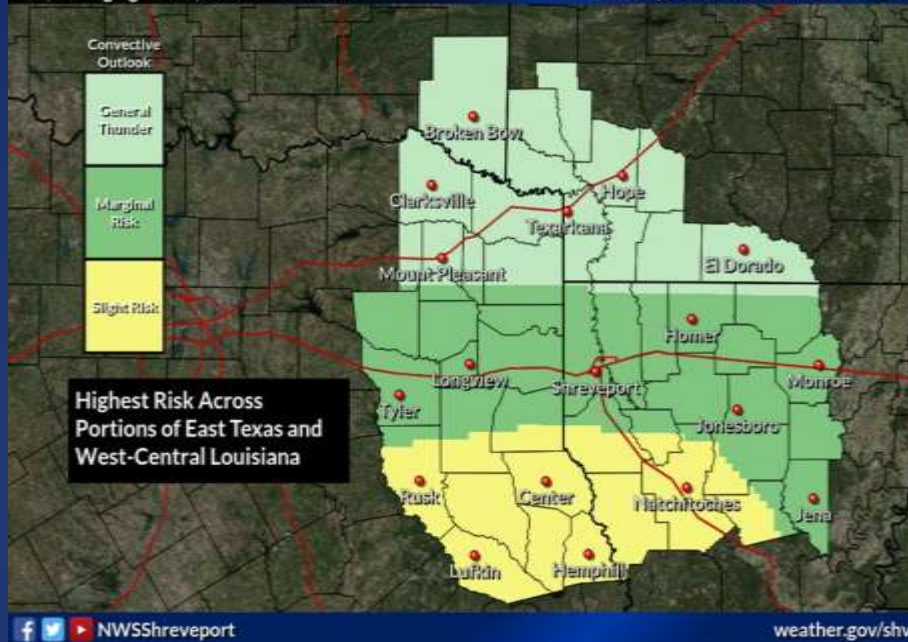 Convective
Outlook
General
Thunder
Marginal
Risk
Slight Risk
Broken Bow
Hope
Clarksville
Texarkana
El Dorado
Mount Pleasant
Homer
Longview
Shreveport
Monroe
Tyler
Jonesboro
Highest Risk Across
Portions of East Texas and
West-Central Louisiana
Rusk
Center
Natchitoches
Jena
Lufkin
Hemphill
NWSShreveport
weather.gov/shv